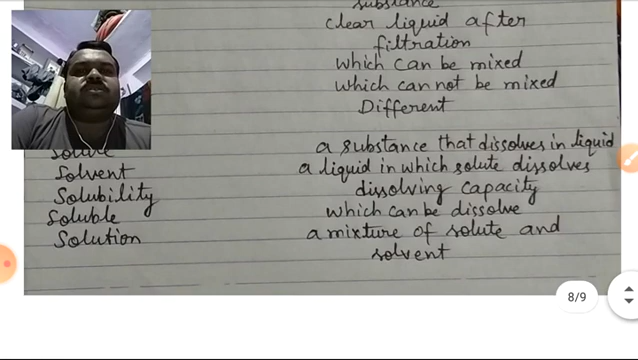 substance
clear liquid after
filtration
which can be mixed
which can not be mixed
Different
a substance that dissolves in liquid
Solvent a liquid in which solute dissolves
Solubility dissolving capacity
Soluble which can be dissolve
Solution a mixture of solute and
solvent
8/9